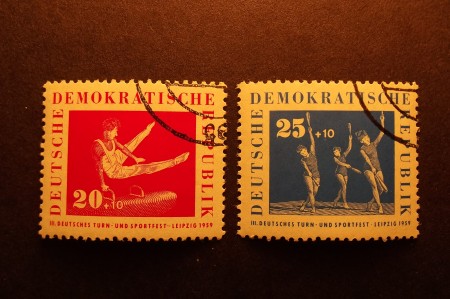 DEUTSCHE
DEMOKRATISCHE
REPUBLIK
20+10
III. DEUTSCHES TURN- UND SPORTFEST · LEIPZIG 1959
DEUTSCHE
DEMOKRATISCHE
REPUBLIK
25+10
III. DEUTSCHES TURN- UND SPORTFEST · LEIPZIG 1959